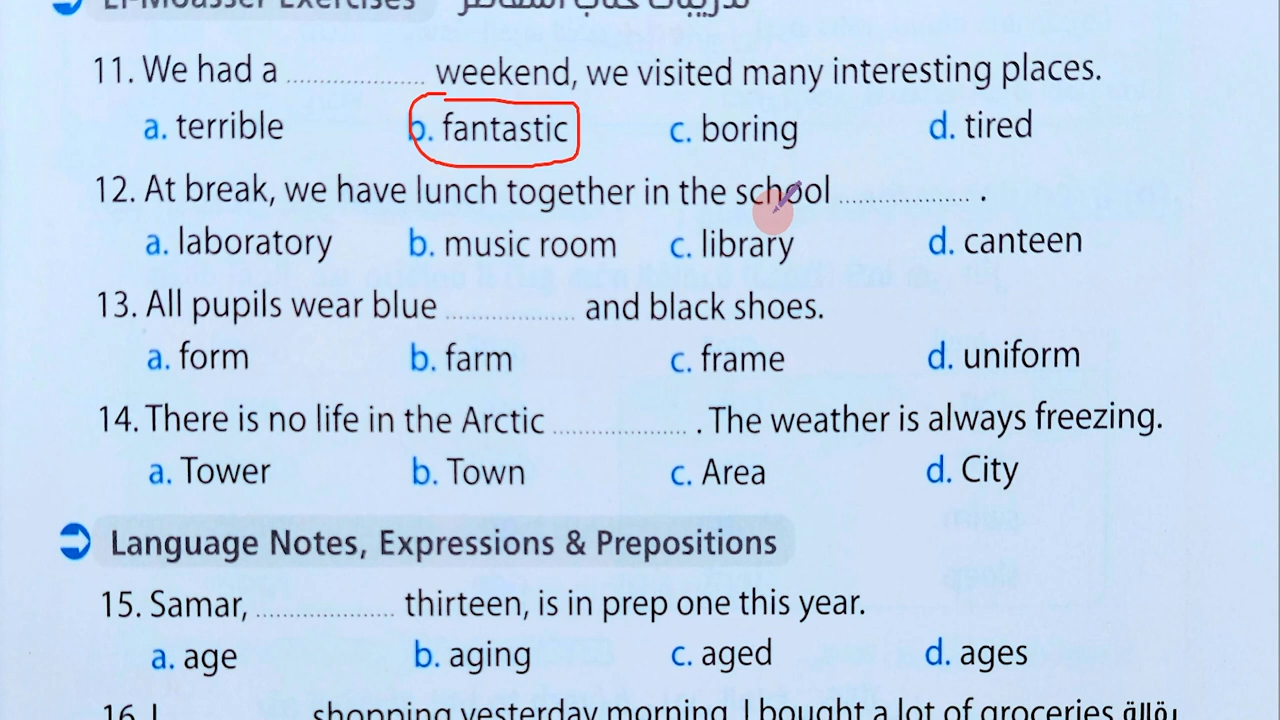 El-Moasser Exercises تدريبات كتاب المعاصر
11. We had a .................... weekend, we visited many interesting places.
a. terrible b. fantastic c. boring d. tired
12. At break, we have lunch together in the school .................... .
a. laboratory b. music room c. library d. canteen
13. All pupils wear blue .................... and black shoes.
a. form b. farm c. frame d. uniform
14. There is no life in the Arctic .................... . The weather is always freezing.
a. Tower b. Town c. Area d. City
Language Notes, Expressions & Prepositions
15. Samar, .................... thirteen, is in prep one this year.
a. age b. aging c. aged d. ages
16. I shopping yesterday morning. I bought a lot of groceries بقالة